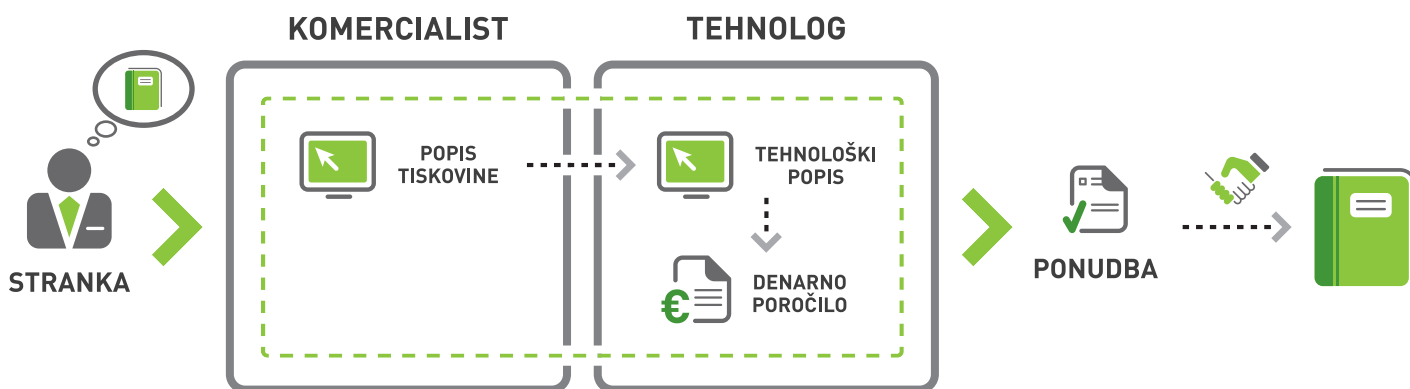 KOMERCIALIST
TEHNOLOG
STRANKA
POPIS
TISKOVINE
TEHNOLOŠKI
POPIS
€
DENARNO
POROČILO
PONUDBA